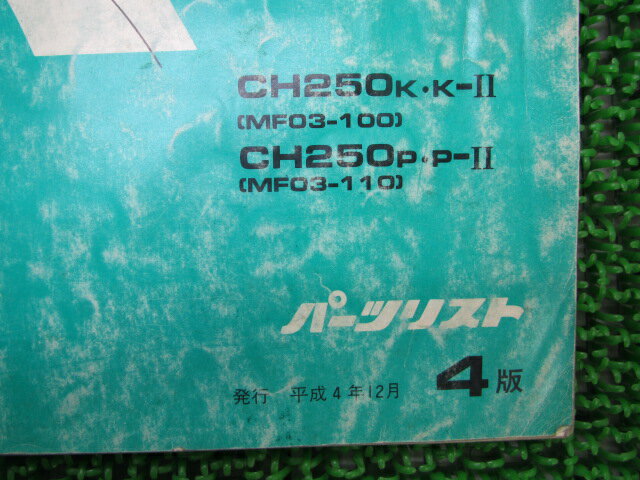 CH250K・K-II
(MF03-100)
CH250P・P-II
(MF03-110)
パーツリスト
発行 平成4年12月 4版